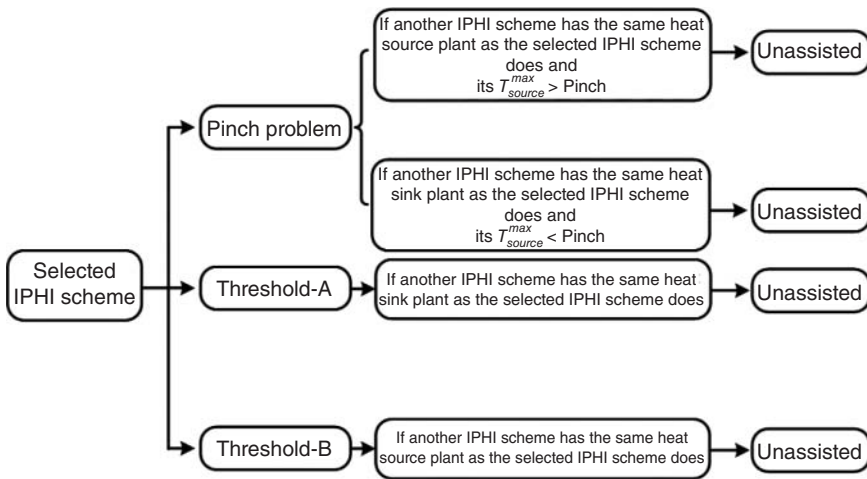 If another IPHI scheme has the same heat
source plant as the selected IPHI scheme
does and
its T_{source}^{max} > Pinch
Unassisted
Pinch problem
If another IPHI scheme has the same heat
sink plant as the selected IPHI scheme
does and
its T_{source}^{max} < Pinch
Unassisted
Selected
IPHI scheme
Threshold-A
If another IPHI scheme has the same heat
sink plant as the selected IPHI scheme does
Unassisted
Threshold-B
If another IPHI scheme has the same heat
source plant as the selected IPHI scheme does
Unassisted